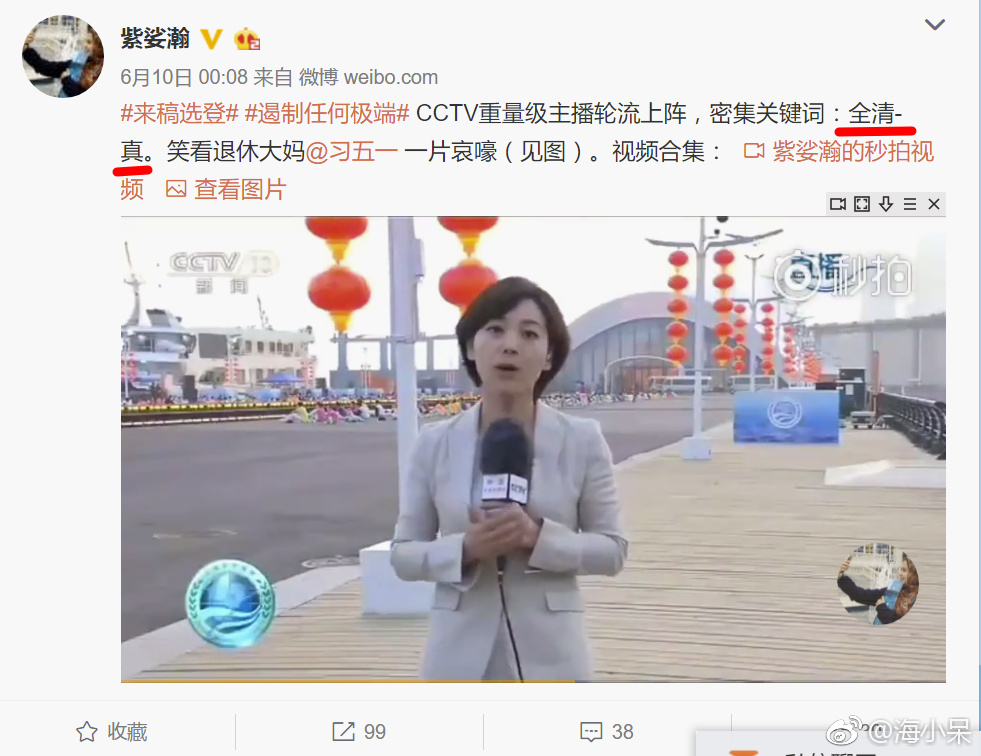 紫娑瀚
6月10日 00:08 来自 微博 weibo.com
#来稿选登# #遏制任何极端# CCTV重量级主播轮流上阵，密集关键词：全清-
真。笑看退休大妈@习五一 一片哀嚎（见图）。视频合集： 紫娑瀚的秒拍视
频 查看图片
CCTV 13
新闻
秒拍
收藏
99
38
@海小呆